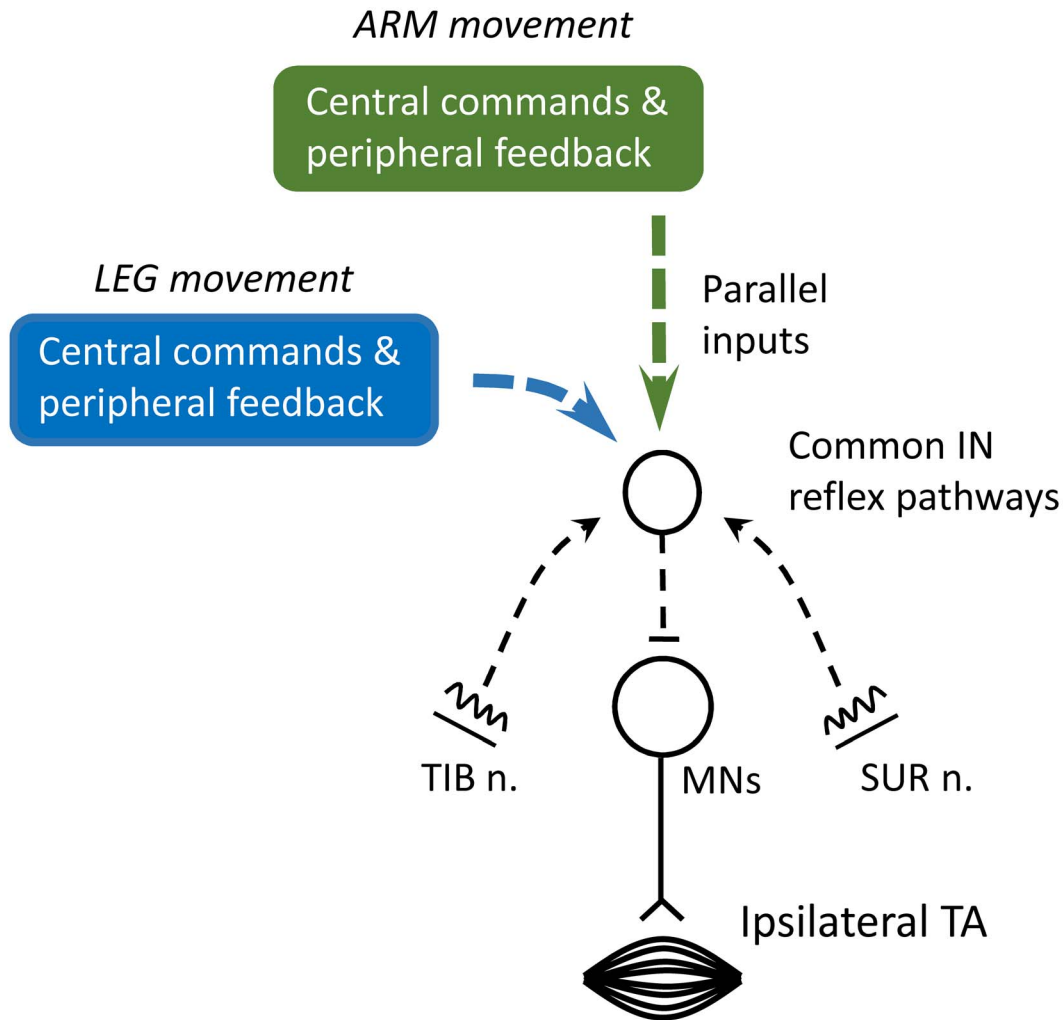 ARM movement
Central commands &
peripheral feedback
LEG movement
Central commands &
peripheral feedback
Parallel
inputs
Common IN
reflex pathways
TIB n.
MNs
SUR n.
Ipsilateral TA